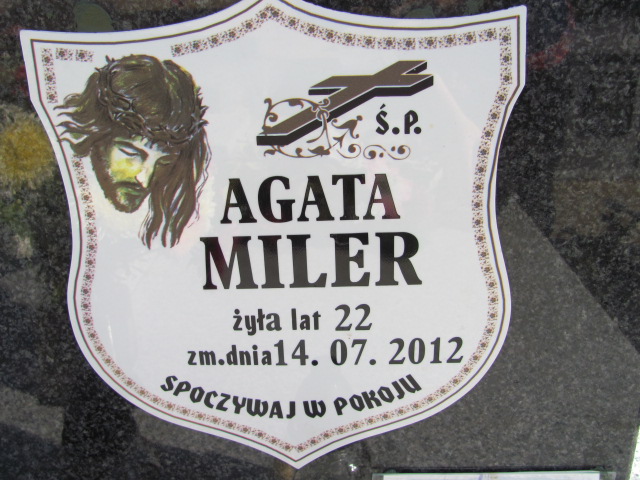 Ś.P.
AGATA
MILER
żyła lat 22
zm.dnia 14. 07. 2012
SPOCZYWAJ W POKOJU